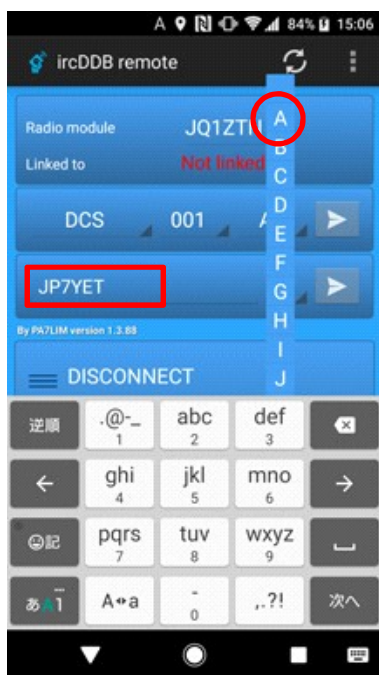 A 84% 15:06
ircDDB remote
Radio module JQ1ZT
Linked to Not linked
DCS 001
JP7YET
A
B
C
D
E
F
G
H
I
J
By PA7LIM version 1.3.88
DISCONNECT
逆順 .@-_ 1 abc 2 def 3
← ghi 4 jkl 5 mno 6 →
記 pqrs 7 tuv 8 wxyz 9
あA1 A⇔a - 0 ,.?! 次へ